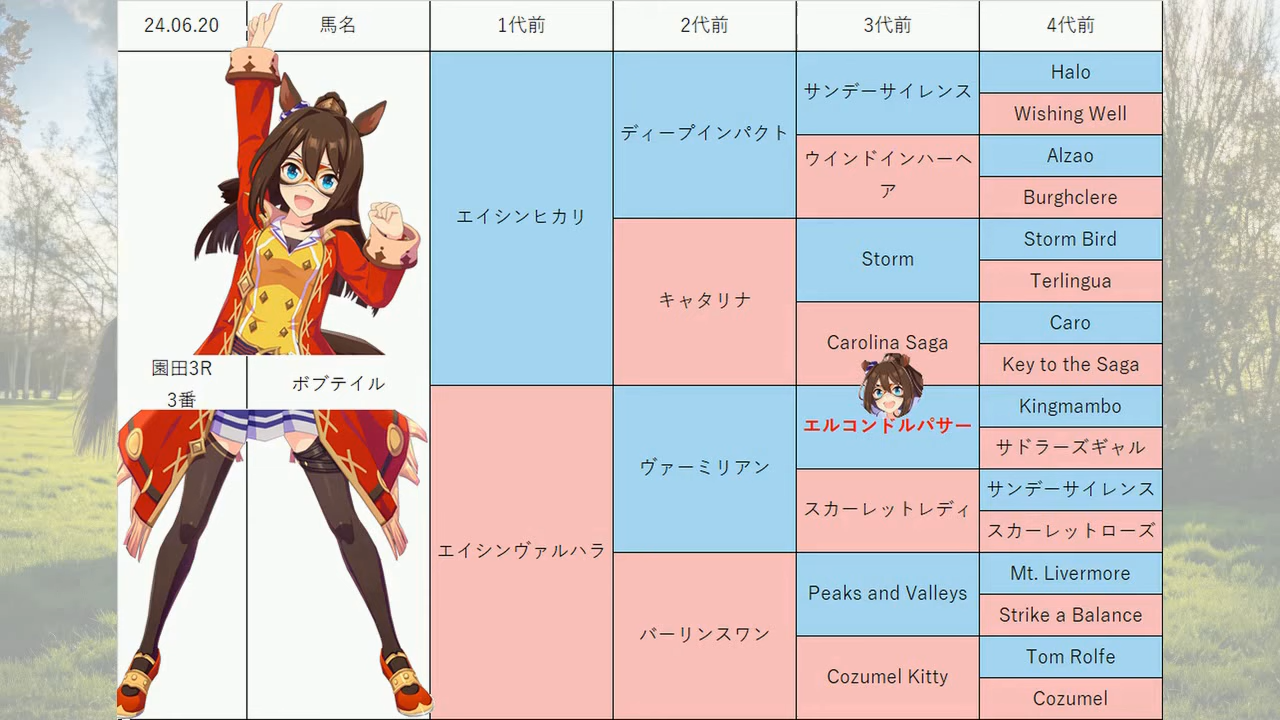 24.06.20
馬名
1代前
2代前
3代前
4代前
園田3R
3番
ボブテイル
エイシンヒカリ
エイシンヴァルハラ
ディープインパクト
キャタリナ
ヴァーミリアン
バーリンスワン
サンデーサイレンス
ウインドインハーヘ
ア
Storm
Carolina Saga
エルコンドルパサー
スカーレットレディ
Peaks and Valleys
Cozumel Kitty
Halo
Wishing Well
Alzao
Burghclere
Storm Bird
Terlingua
Caro
Key to the Saga
Kingmambo
サドラーズギャル
サンデーサイレンス
スカーレットローズ
Mt. Livermore
Strike a Balance
Tom Rolfe
Cozumel